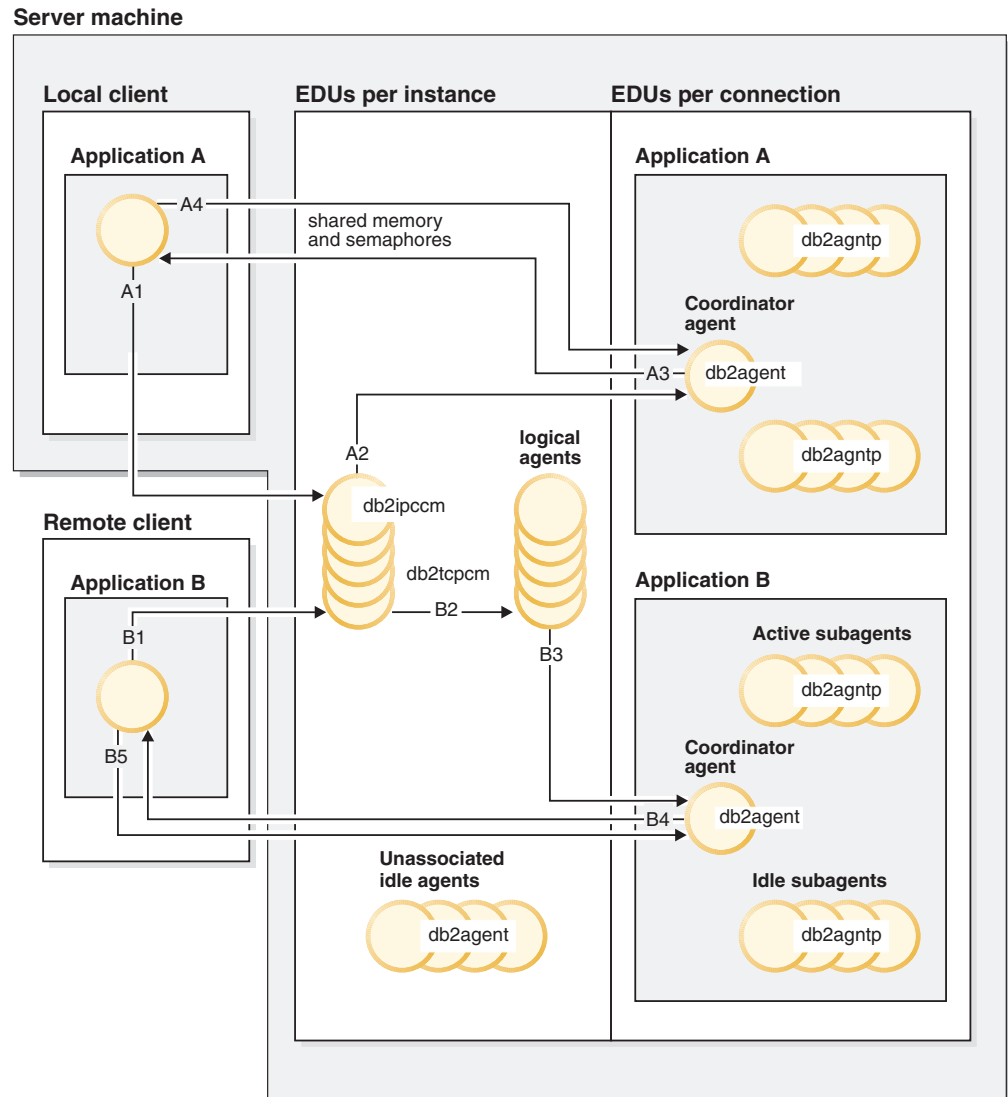 Server machine
Local client
EDUs per instance
EDUs per connection
Application A
Application A
A4
shared memory
and semaphores
db2agntp
A1
Coordinator
agent
A3
db2agent
A2
logical
agents
db2agntp
db2ipccm
Remote client
db2tcpcm
Application B
Application B
B1
B2
Active subagents
B3
db2agntp
B5
Coordinator
agent
B4
db2agent
Unassociated
idle agents
Idle subagents
db2agent
db2agntp